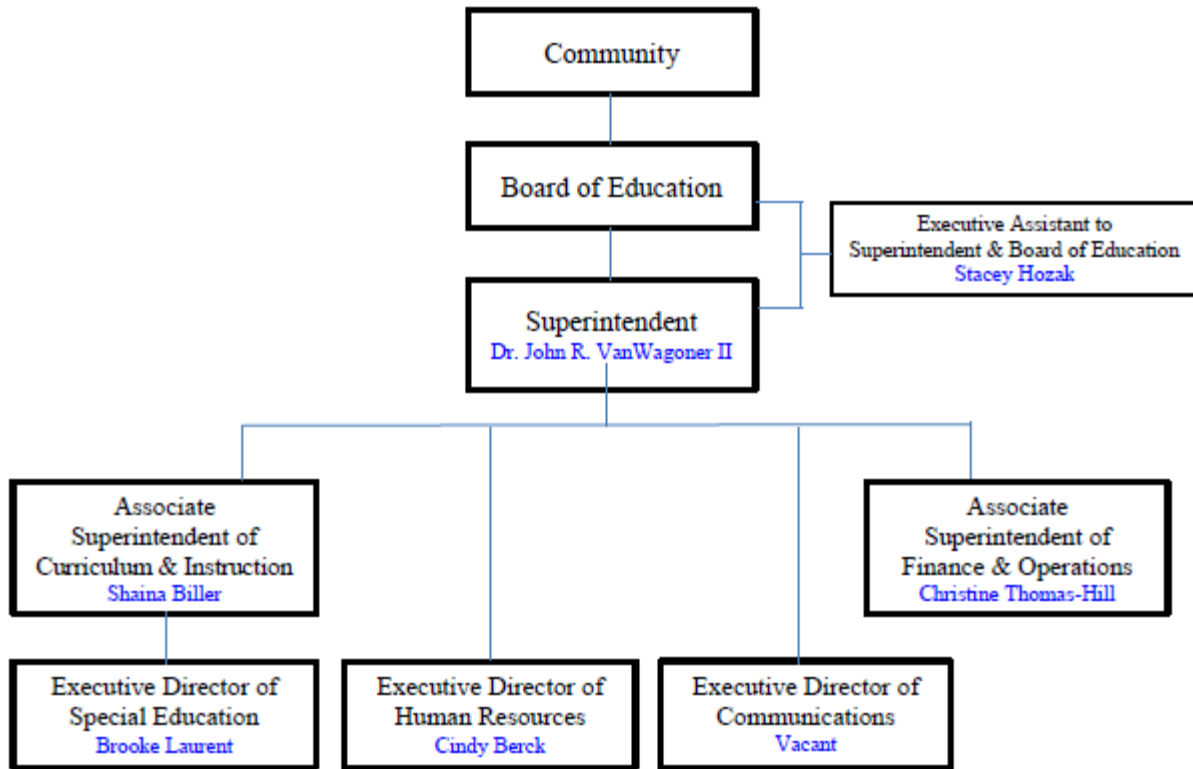 Community
Board of Education
Executive Assistant to
Superintendent & Board of Education
Stacey Hozak
Superintendent
Dr. John R. VanWagoner II
Associate
Superintendent of
Curriculum & Instruction
Shaina Biller
Associate
Superintendent of
Finance & Operations
Christine Thomas-Hill
Executive Director of
Special Education
Brooke Laurent
Executive Director of
Human Resources
Cindy Berck
Executive Director of
Communications
Vacant